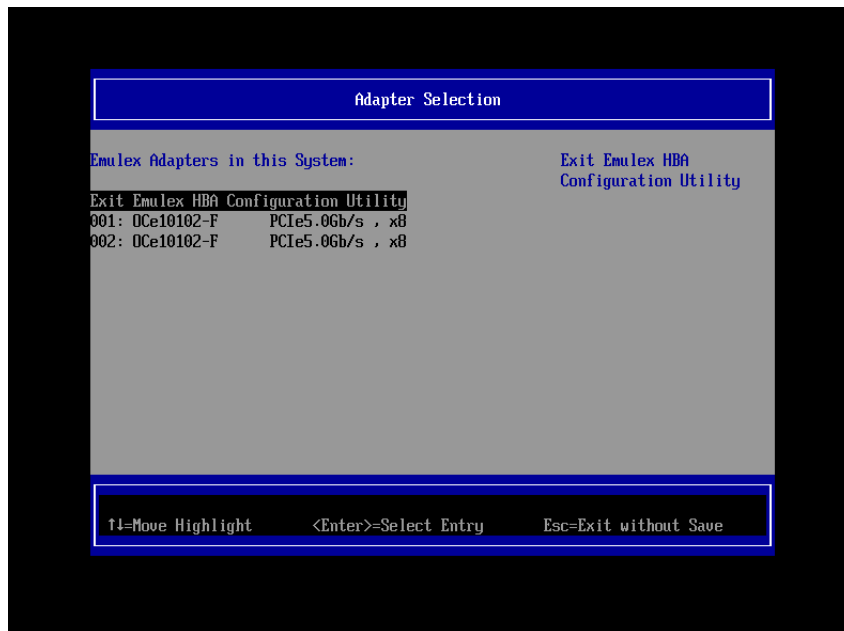 Adapter Selection
Emulex Adapters in this System:
Exit Emulex HBA
Configuration Utility
Exit Emulex HBA Configuration Utility
001: OCe10102-F PCIe5.0Gb/s , x8
002: OCe10102-F PCIe5.0Gb/s , x8
↑↓=Move Highlight <Enter>=Select Entry Esc=Exit without Save